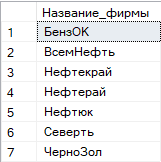 Название_фирмы
1 БензОК
2 ВсемНефть
3 Нефтекрай
4 Нефтерай
5 Нефтюк
6 Северть
7 ЧерноЗол